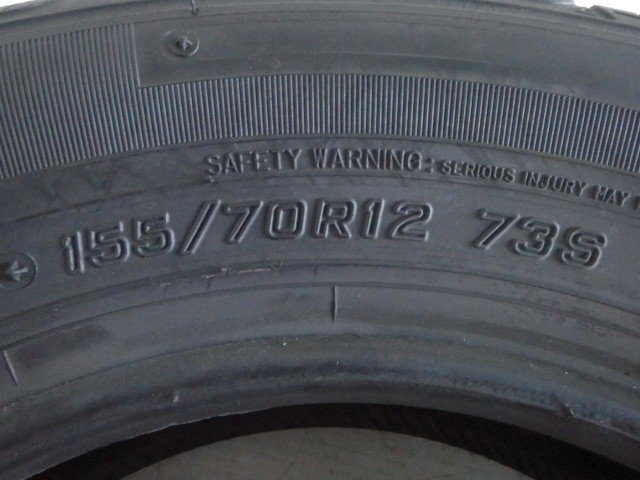 SAFETY WARNING: SERIOUS INJURY MAY
155/70R12 73S